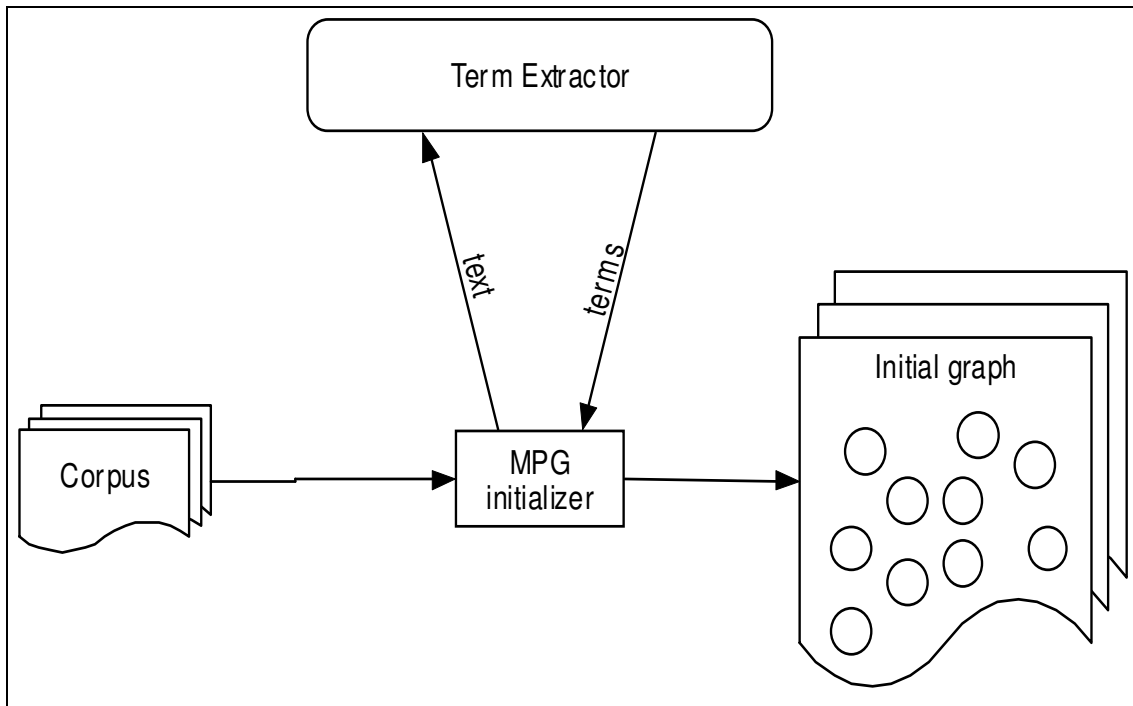 Term Extractor
text
terms
Initial graph
Corpus
MPG
initializer